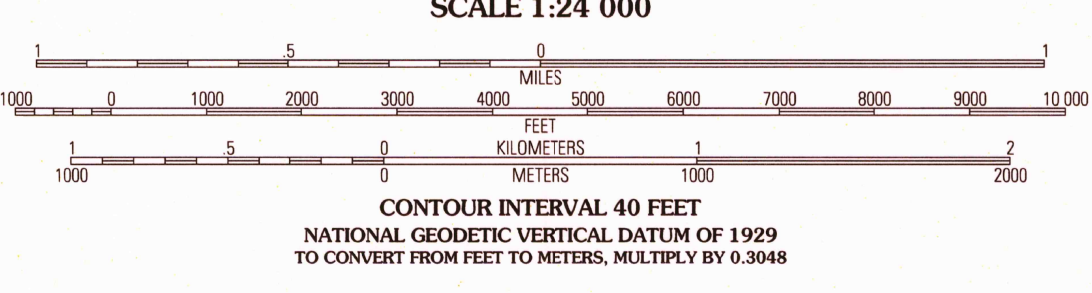 SCALE 1:24 000
1 .5 0 1
MILES
1000 0 1000 2000 3000 4000 5000 6000 7000 8000 9000 10 000
FEET
1 .5 0 KILOMETERS 1 2
1000 0 METERS 1000 2000
CONTOUR INTERVAL 40 FEET
NATIONAL GEODETIC VERTICAL DATUM OF 1929
TO CONVERT FROM FEET TO METERS, MULTIPLY BY 0.3048